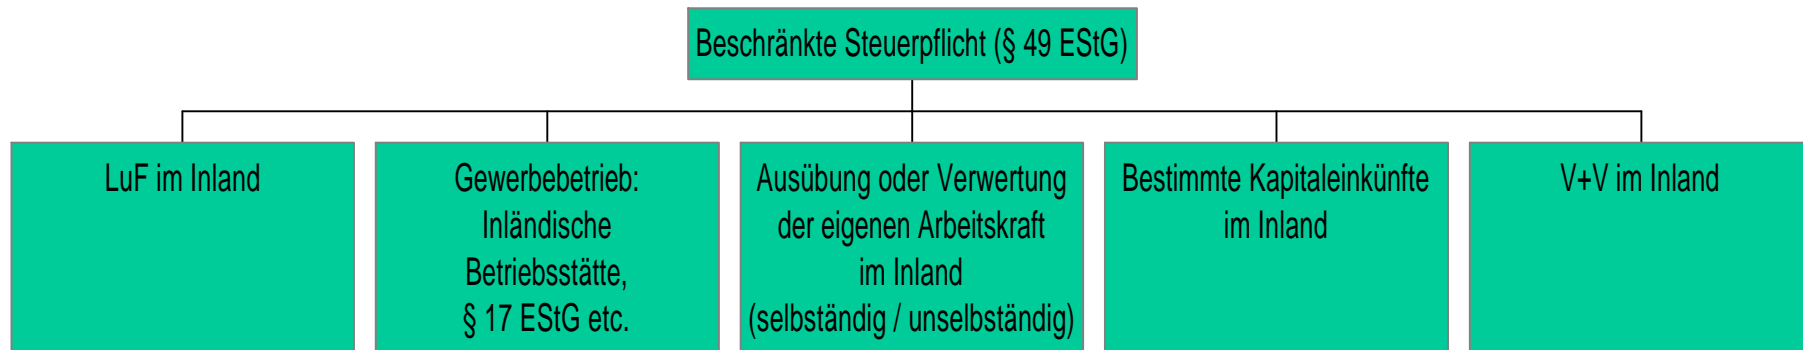 Beschränkte Steuerpflicht (§ 49 EStG)
LuF im Inland
Gewerbebetrieb:
Inländische
Betriebsstätte,
§ 17 EStG etc.
Ausübung oder Verwertung
der eigenen Arbeitskraft
im Inland
(selbständig / unselbständig)
Bestimmte Kapitaleinkünfte
im Inland
V+V im Inland